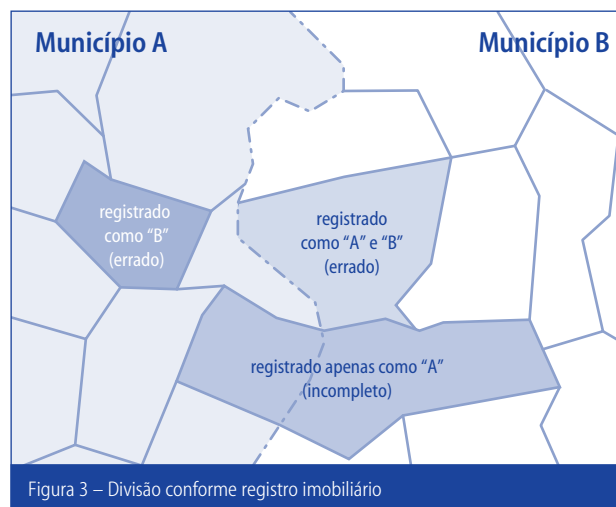 Município A
Município B
registrado
como “B”
(errado)
registrado
como “A” e “B”
(errado)
registrado apenas como “A”
(incompleto)
Figura 3 – Divisão conforme registro imobiliário